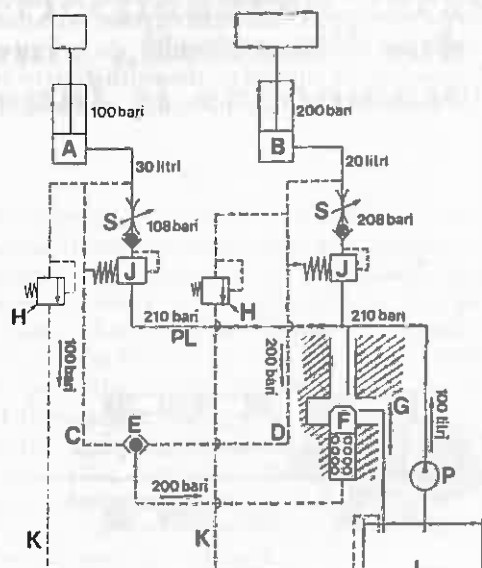 100 bari
200 bari
A
B
30 litri
20 litri
S
108 bari
S
208 bari
J
J
H
H
210 bari
210 bari
PL
100 bari
200 bari
C
E
D
F
G
100 litri
P
200 bari
K
K